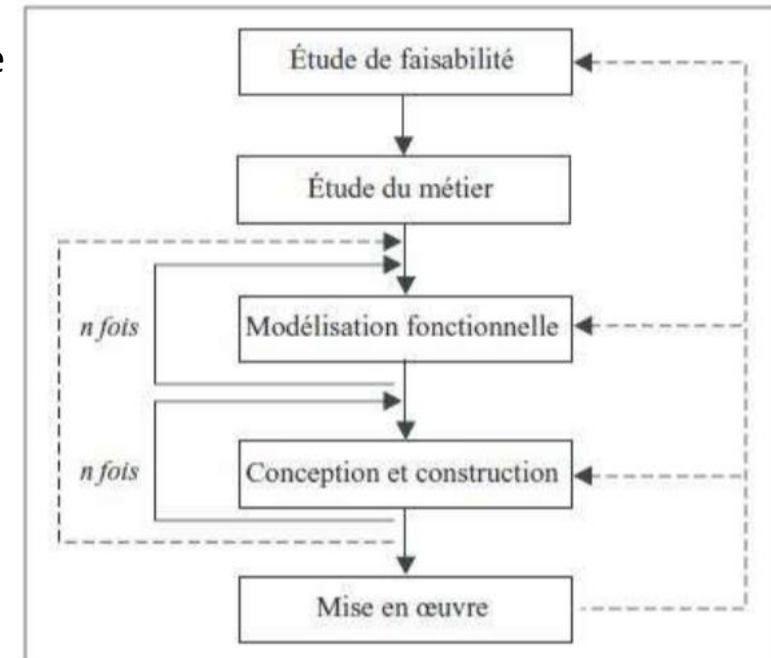 e
Étude de faisabilité
Étude du métier
n fois
Modélisation fonctionnelle
n fois
Conception et construction
Mise en œuvre